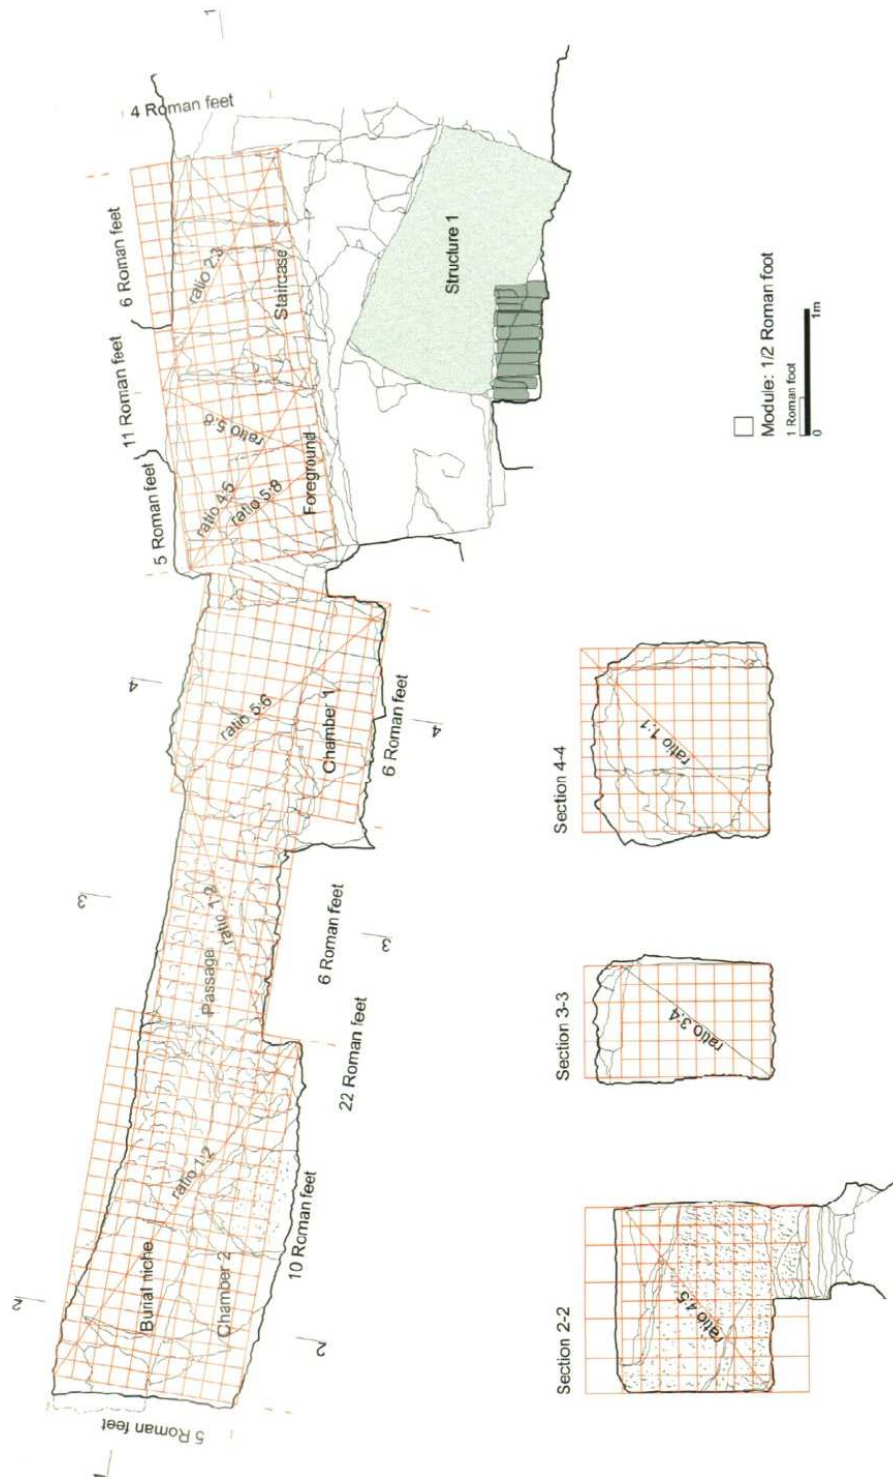 1
4 Roman feet
6 Roman feet
11 Roman feet
5 Roman feet
ratio 2:3
Staircase
Structure 1
ratio 5:8
ratio 4:5
ratio 5:8
Foreground
4
ratio 5:6
Chamber 1
6 Roman feet
4
3
ratio 1:2
Passage
6 Roman feet
3
22 Roman feet
ratio 1:2
Burial niche
Chamber 2
10 Roman feet
2
2
5 Roman feet
1
Module: 1/2 Roman foot
1 Roman foot
0
1m
Section 4-4
ratio 1:1
Section 3-3
ratio 3:4
Section 2-2
ratio 4:5